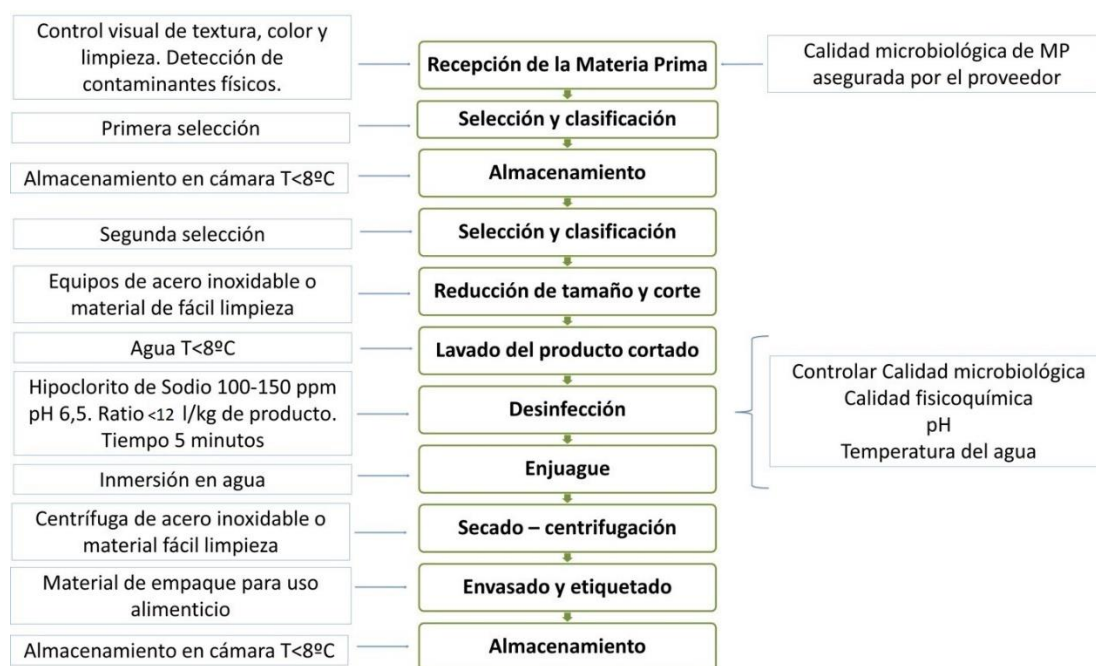 Control visual de textura, color y
limpieza. Detección de
contaminantes físicos.
Recepción de la Materia Prima
Calidad microbiológica de MP
asegurada por el proveedor
Primera selección
Selección y clasificación
Almacenamiento en cámara T<8ºC
Almacenamiento
Segunda selección
Selección y clasificación
Equipos de acero inoxidable o
material de fácil limpieza
Reducción de tamaño y corte
Agua T<8ºC
Lavado del producto cortado
Hipoclorito de Sodio 100-150 ppm
pH 6,5. Ratio <12 l/kg de producto.
Tiempo 5 minutos
Desinfección
Controlar Calidad microbiológica
Calidad fisicoquímica
pH
Temperatura del agua
Inmersión en agua
Enjuague
Centrífuga de acero inoxidable o
material fácil limpieza
Secado – centrifugación
Material de empaque para uso
alimenticio
Envasado y etiquetado
Almacenamiento en cámara T<8ºC
Almacenamiento